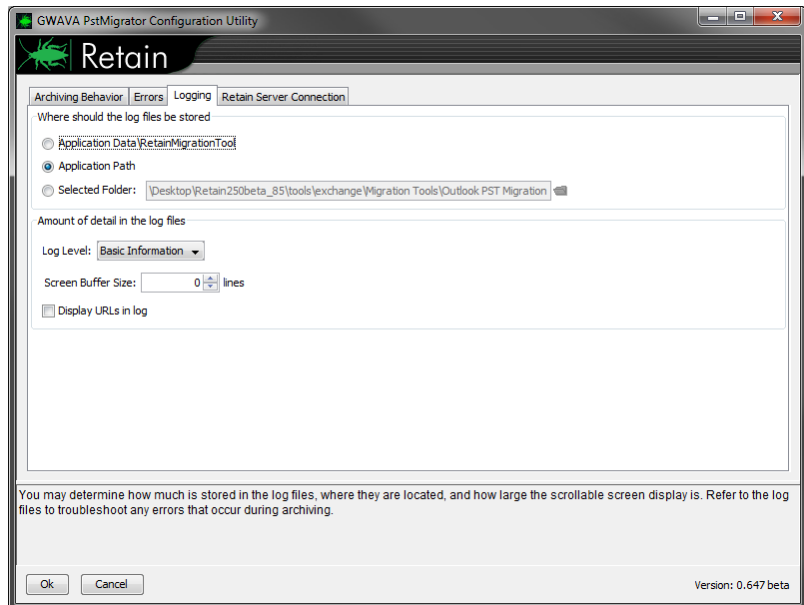 GWAVA PstMigrator Configuration Utility
Retain
Archiving Behavior Errors Logging Retain Server Connection
Where should the log files be stored
Application Data\RetainMigrationTool
Application Path
Selected Folder: \Desktop\Retain250beta_85\tools\exchange\Migration Tools\Outlook PST Migration
Amount of detail in the log files
Log Level: Basic Information
Screen Buffer Size: 0 lines
Display URLs in log
You may determine how much is stored in the log files, where they are located, and how large the scrollable screen display is. Refer to the log
files to troubleshoot any errors that occur during archiving.
Ok Cancel Version: 0.647 beta